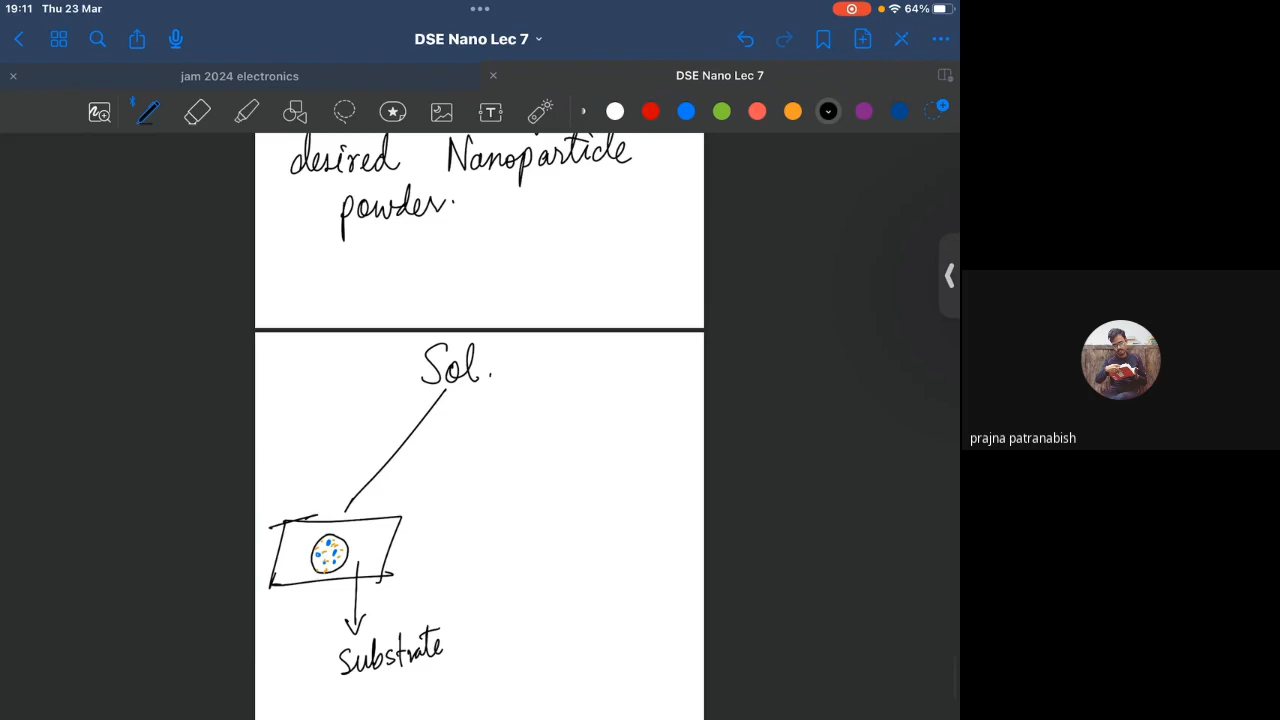 19:11 Thu 23 Mar
64%
DSE Nano Lec 7
jam 2024 electronics
DSE Nano Lec 7
desired Nanoparticle
powder.
Sol.
substrate
prajna patranabish